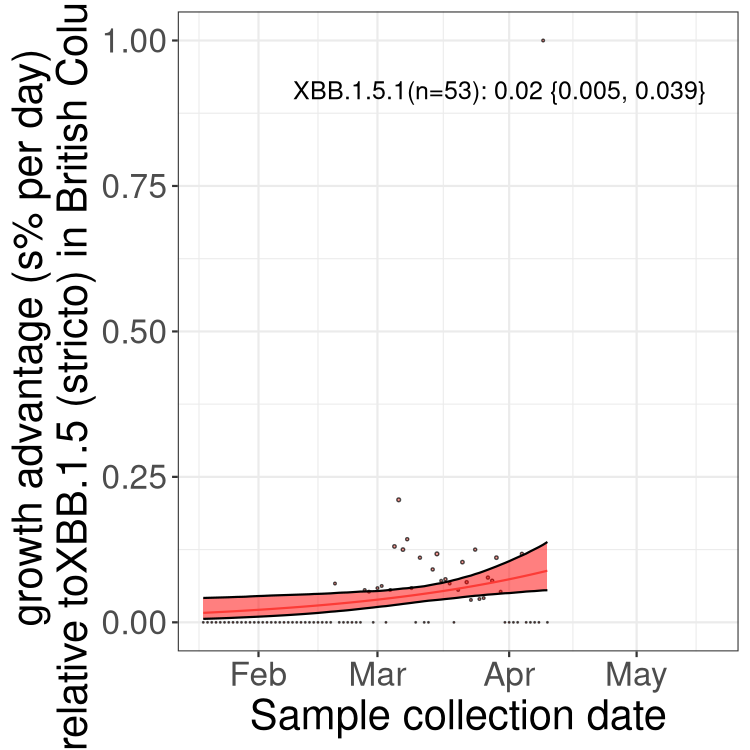 growth advantage (s% per day)
relative toXBB.1.5 (stricto) in British Colu
1.00
0.75
0.50
0.25
0.00
XBB.1.5.1(n=53): 0.02 {0.005, 0.039}
Feb Mar Apr May
Sample collection date